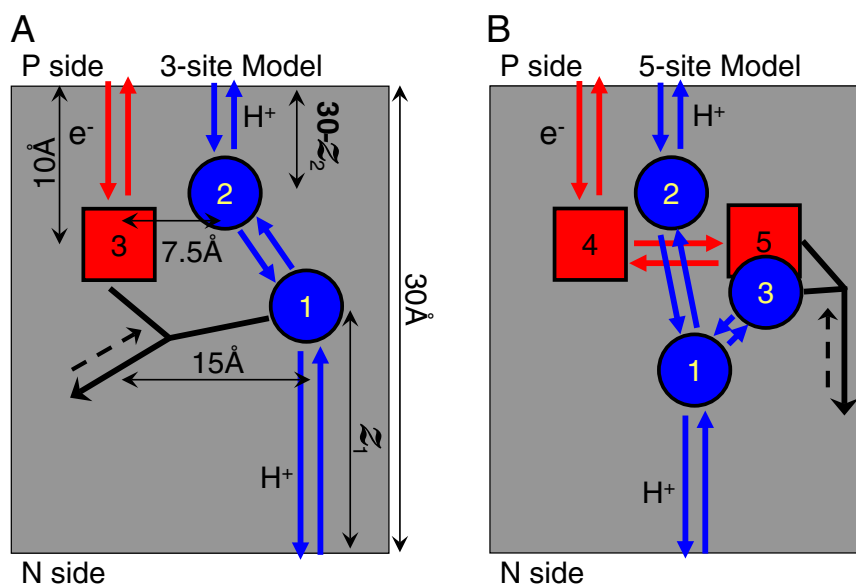 A
P side 3-site Model
e-
H+
30-z2
10Å
2
3
7.5Å
1
30Å
15Å
z1
H+
N side
B
P side 5-site Model
e-
H+
2
4
5
3
1
H+
N side